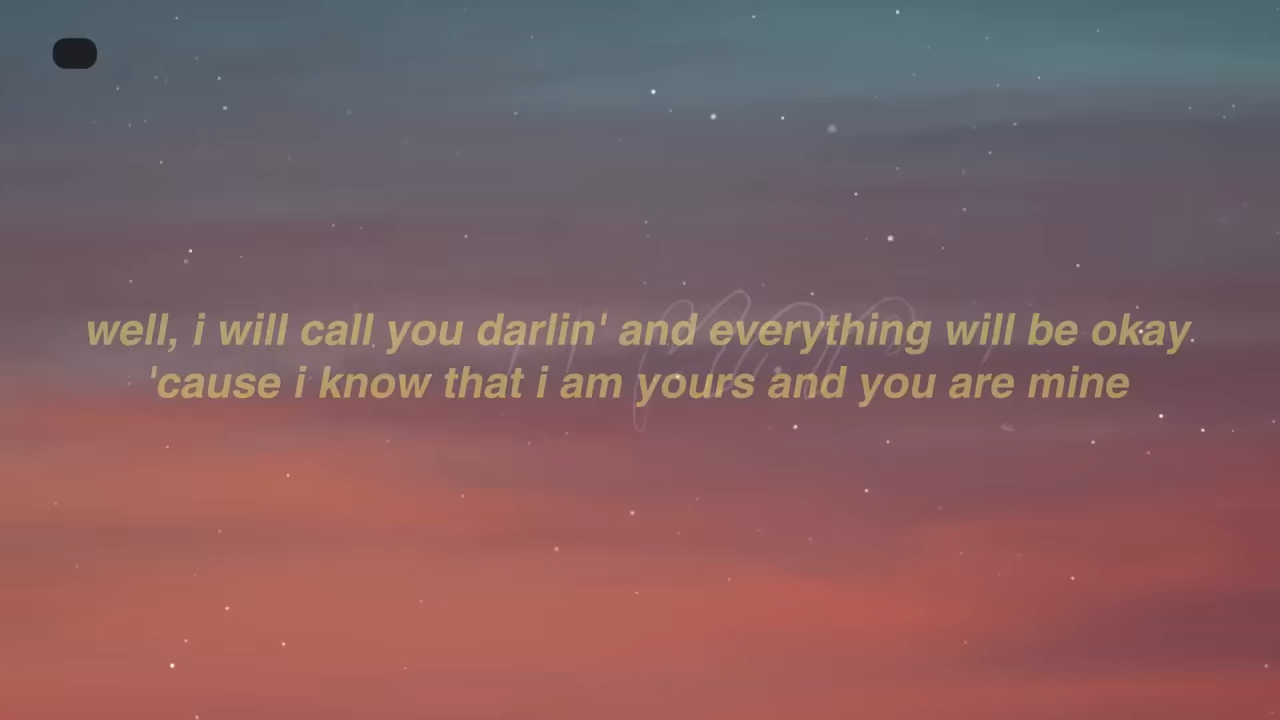 well, i will call you darlin' and everything will be okay
'cause i know that i am yours and you are mine